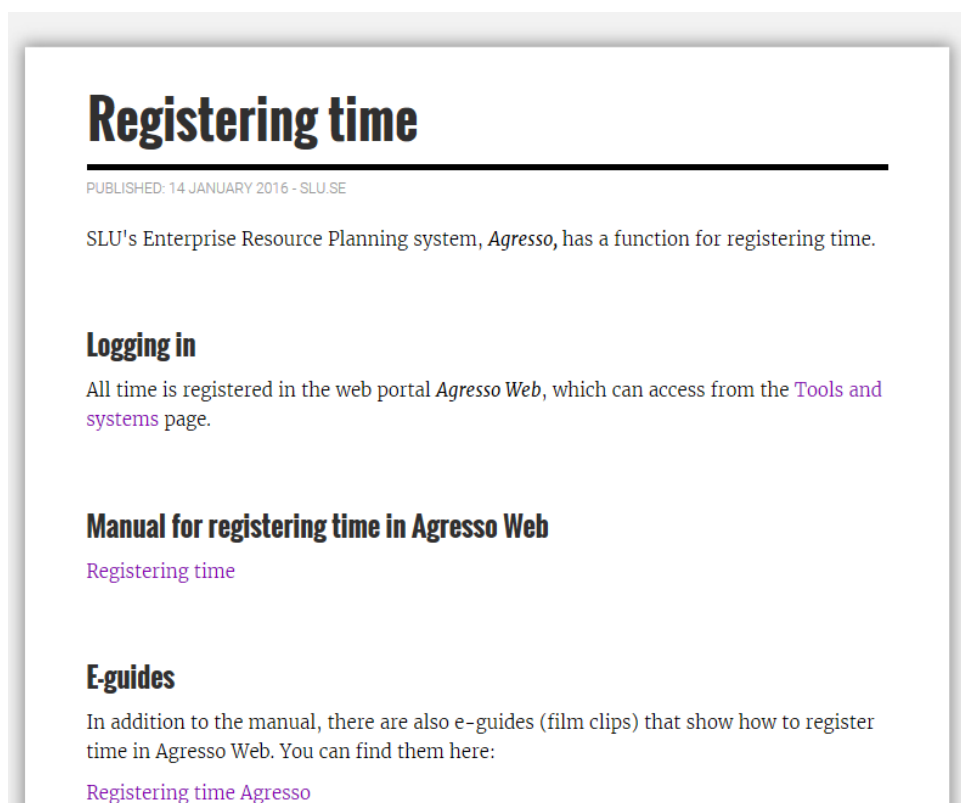 Registering time
PUBLISHED: 14 JANUARY 2016 - SLU.SE
SLU's Enterprise Resource Planning system, Agresso, has a function for registering time.
Logging in
All time is registered in the web portal Agresso Web, which can access from the Tools and
systems page.
Manual for registering time in Agresso Web
Registering time
E-guides
In addition to the manual, there are also e-guides (film clips) that show how to register
time in Agresso Web. You can find them here:
Registering time Agresso